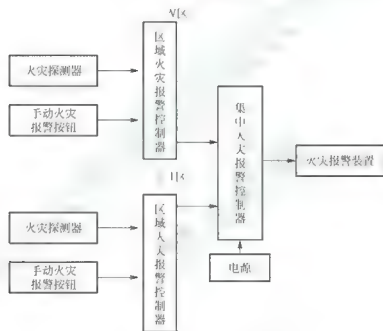 区域火灾报警控制器
火灾探测器
手动火灾
报警按钮
集中火灾报警控制器
火灾报警装置
区域火灾报警控制器
火灾探测器
手动火灾
报警按钮
电源